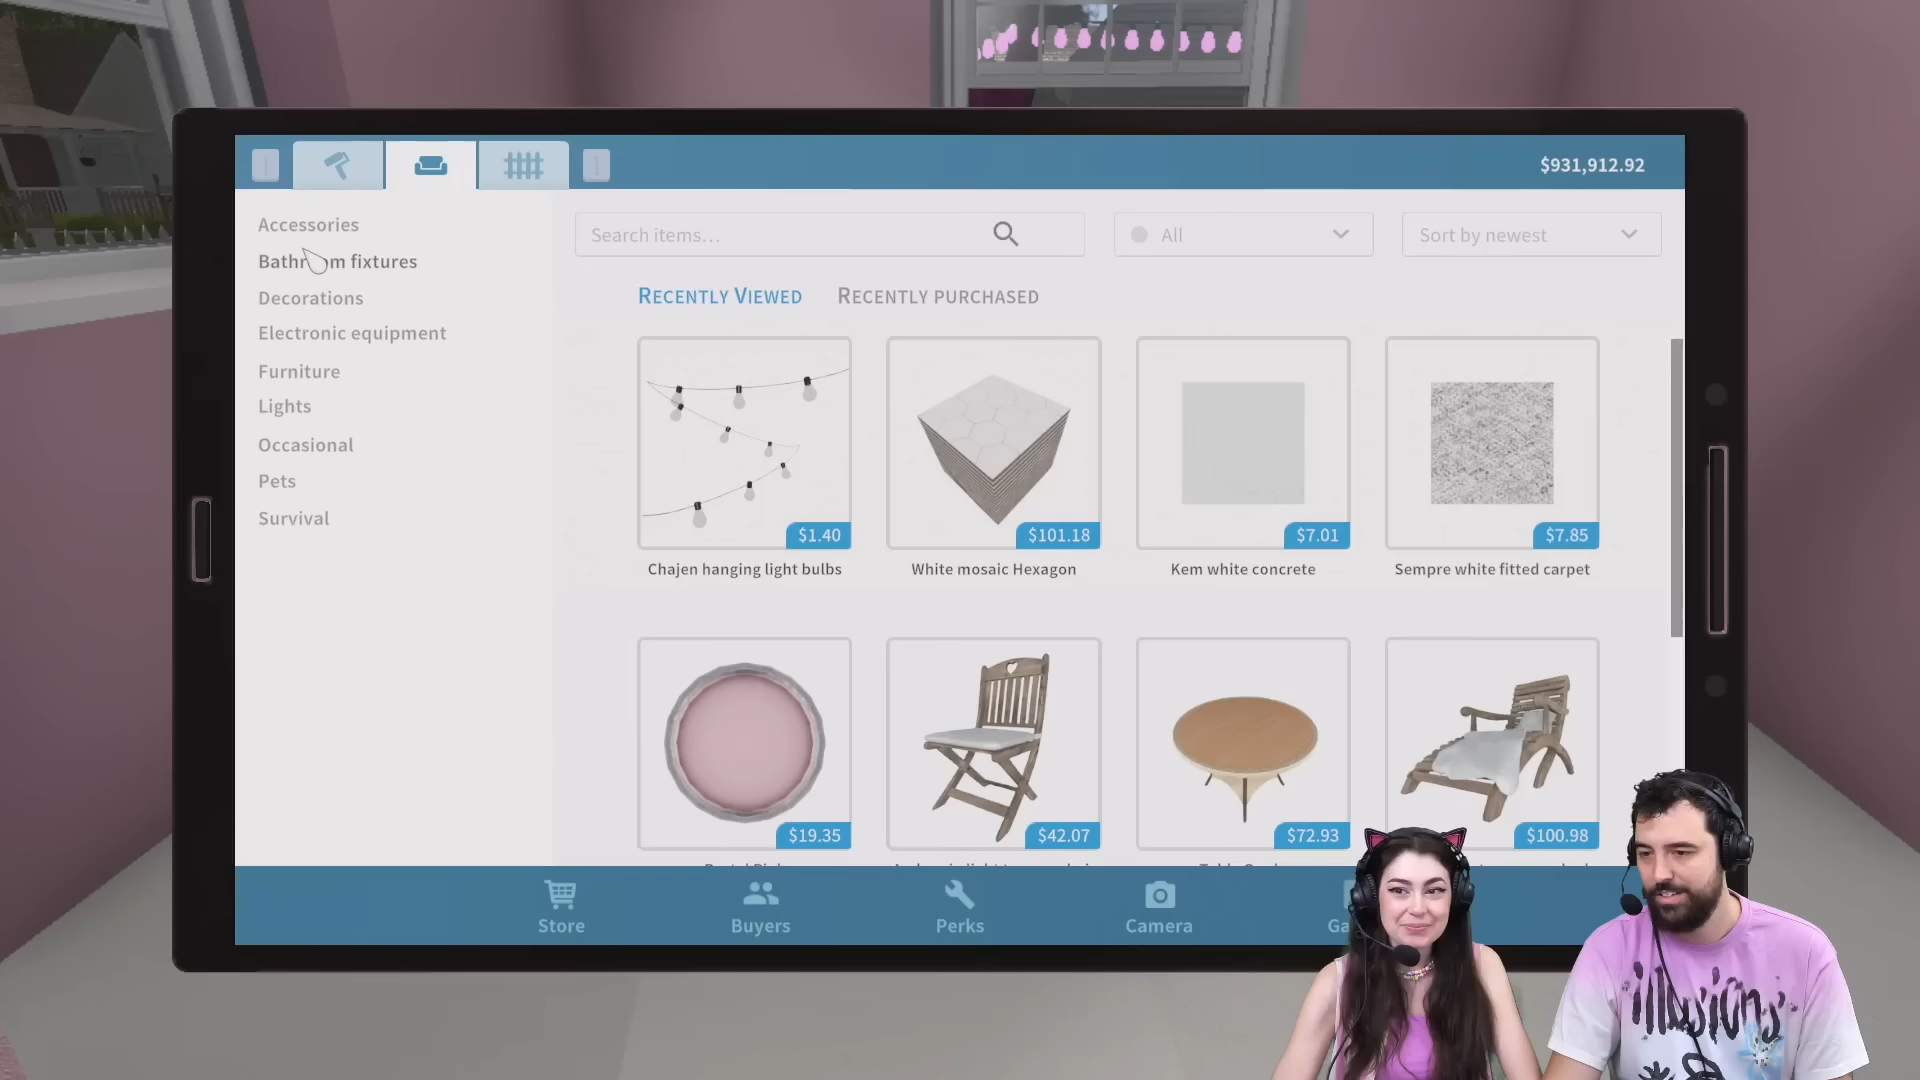 $931,912.92
Accessories
Bathroom fixtures
Decorations
Electronic equipment
Furniture
Lights
Occasional
Pets
Survival
Search items...
All
Sort by newest
RECENTLY VIEWED
RECENTLY PURCHASED
$1.40
$101.18
$7.01
$7.85
Chajen hanging light bulbs
White mosaic Hexagon
Kem white concrete
Sempre white fitted carpet
$19.35
$42.07
$72.93
$100.98
Store
Buyers
Perks
Camera
Ga
illusions